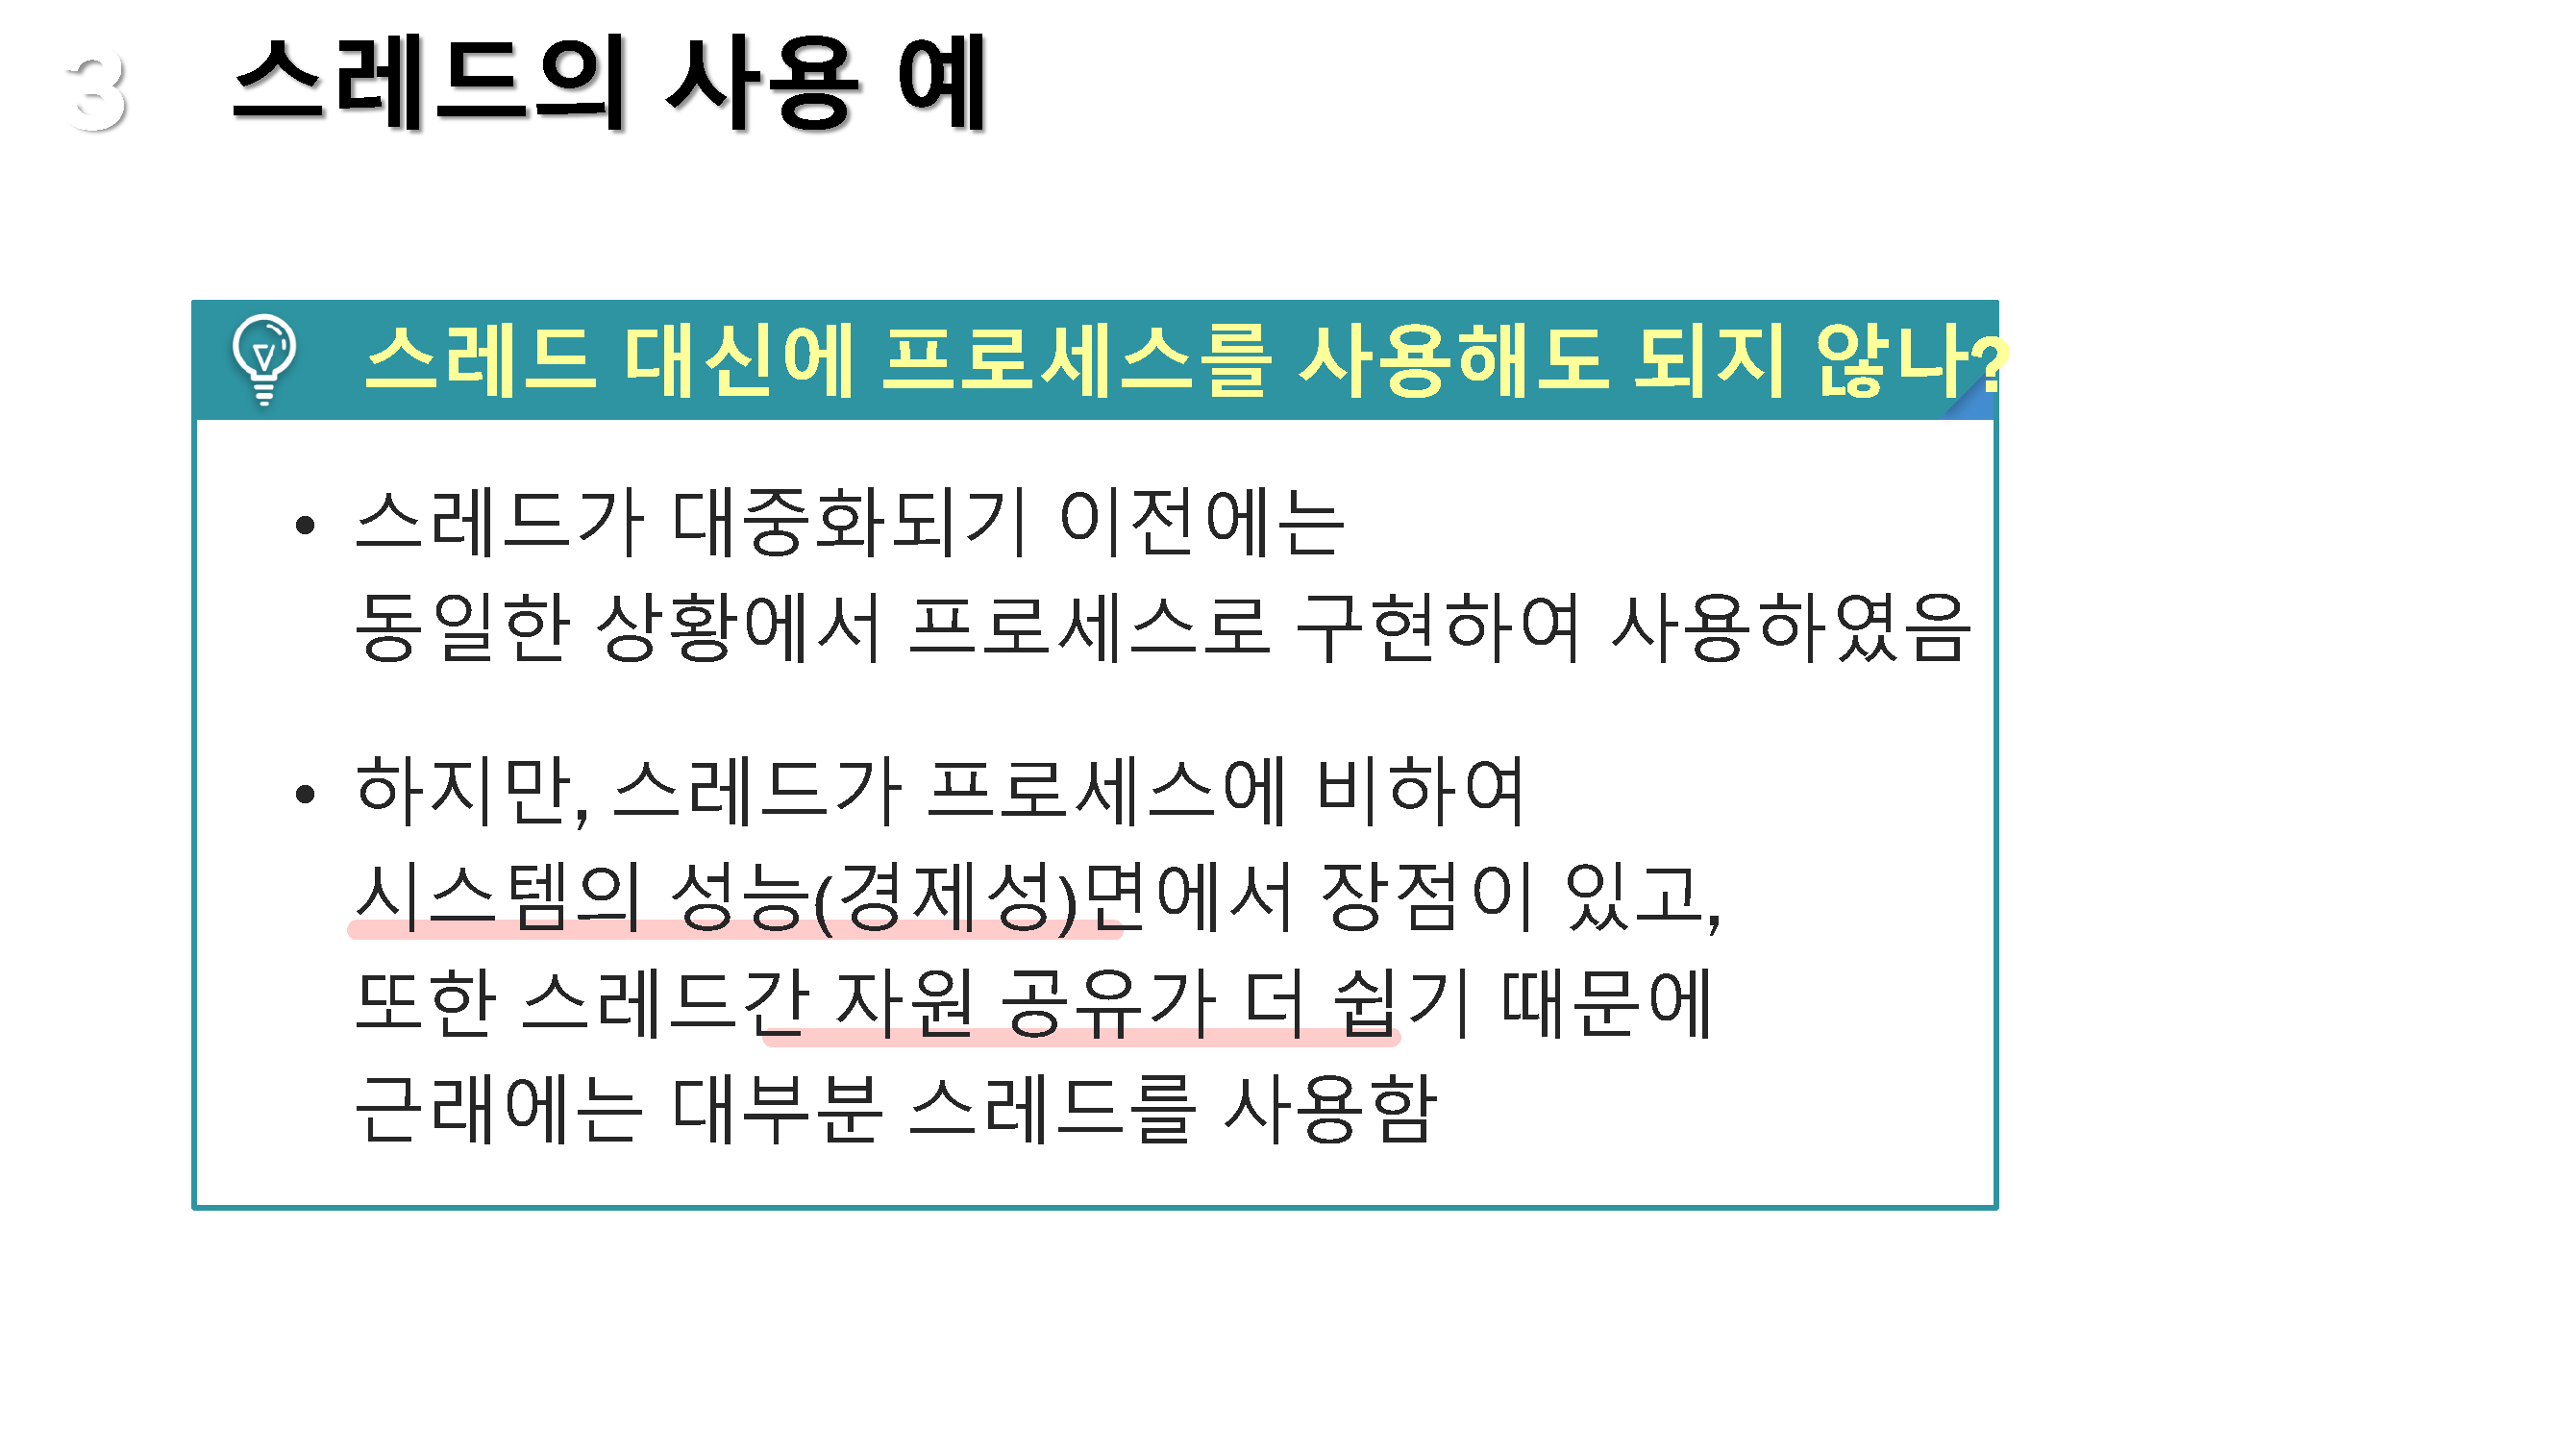 3 스레드의 사용 예
스레드 대신에 프로세스를 사용해도 되지 않나?
• 스레드가 대중화되기 이전에는
동일한 상황에서 프로세스로 구현하여 사용하였음
• 하지만, 스레드가 프로세스에 비하여
시스템의 성능(경제성)면에서 장점이 있고,
또한 스레드간 자원 공유가 더 쉽기 때문에
근래에는 대부분 스레드를 사용함